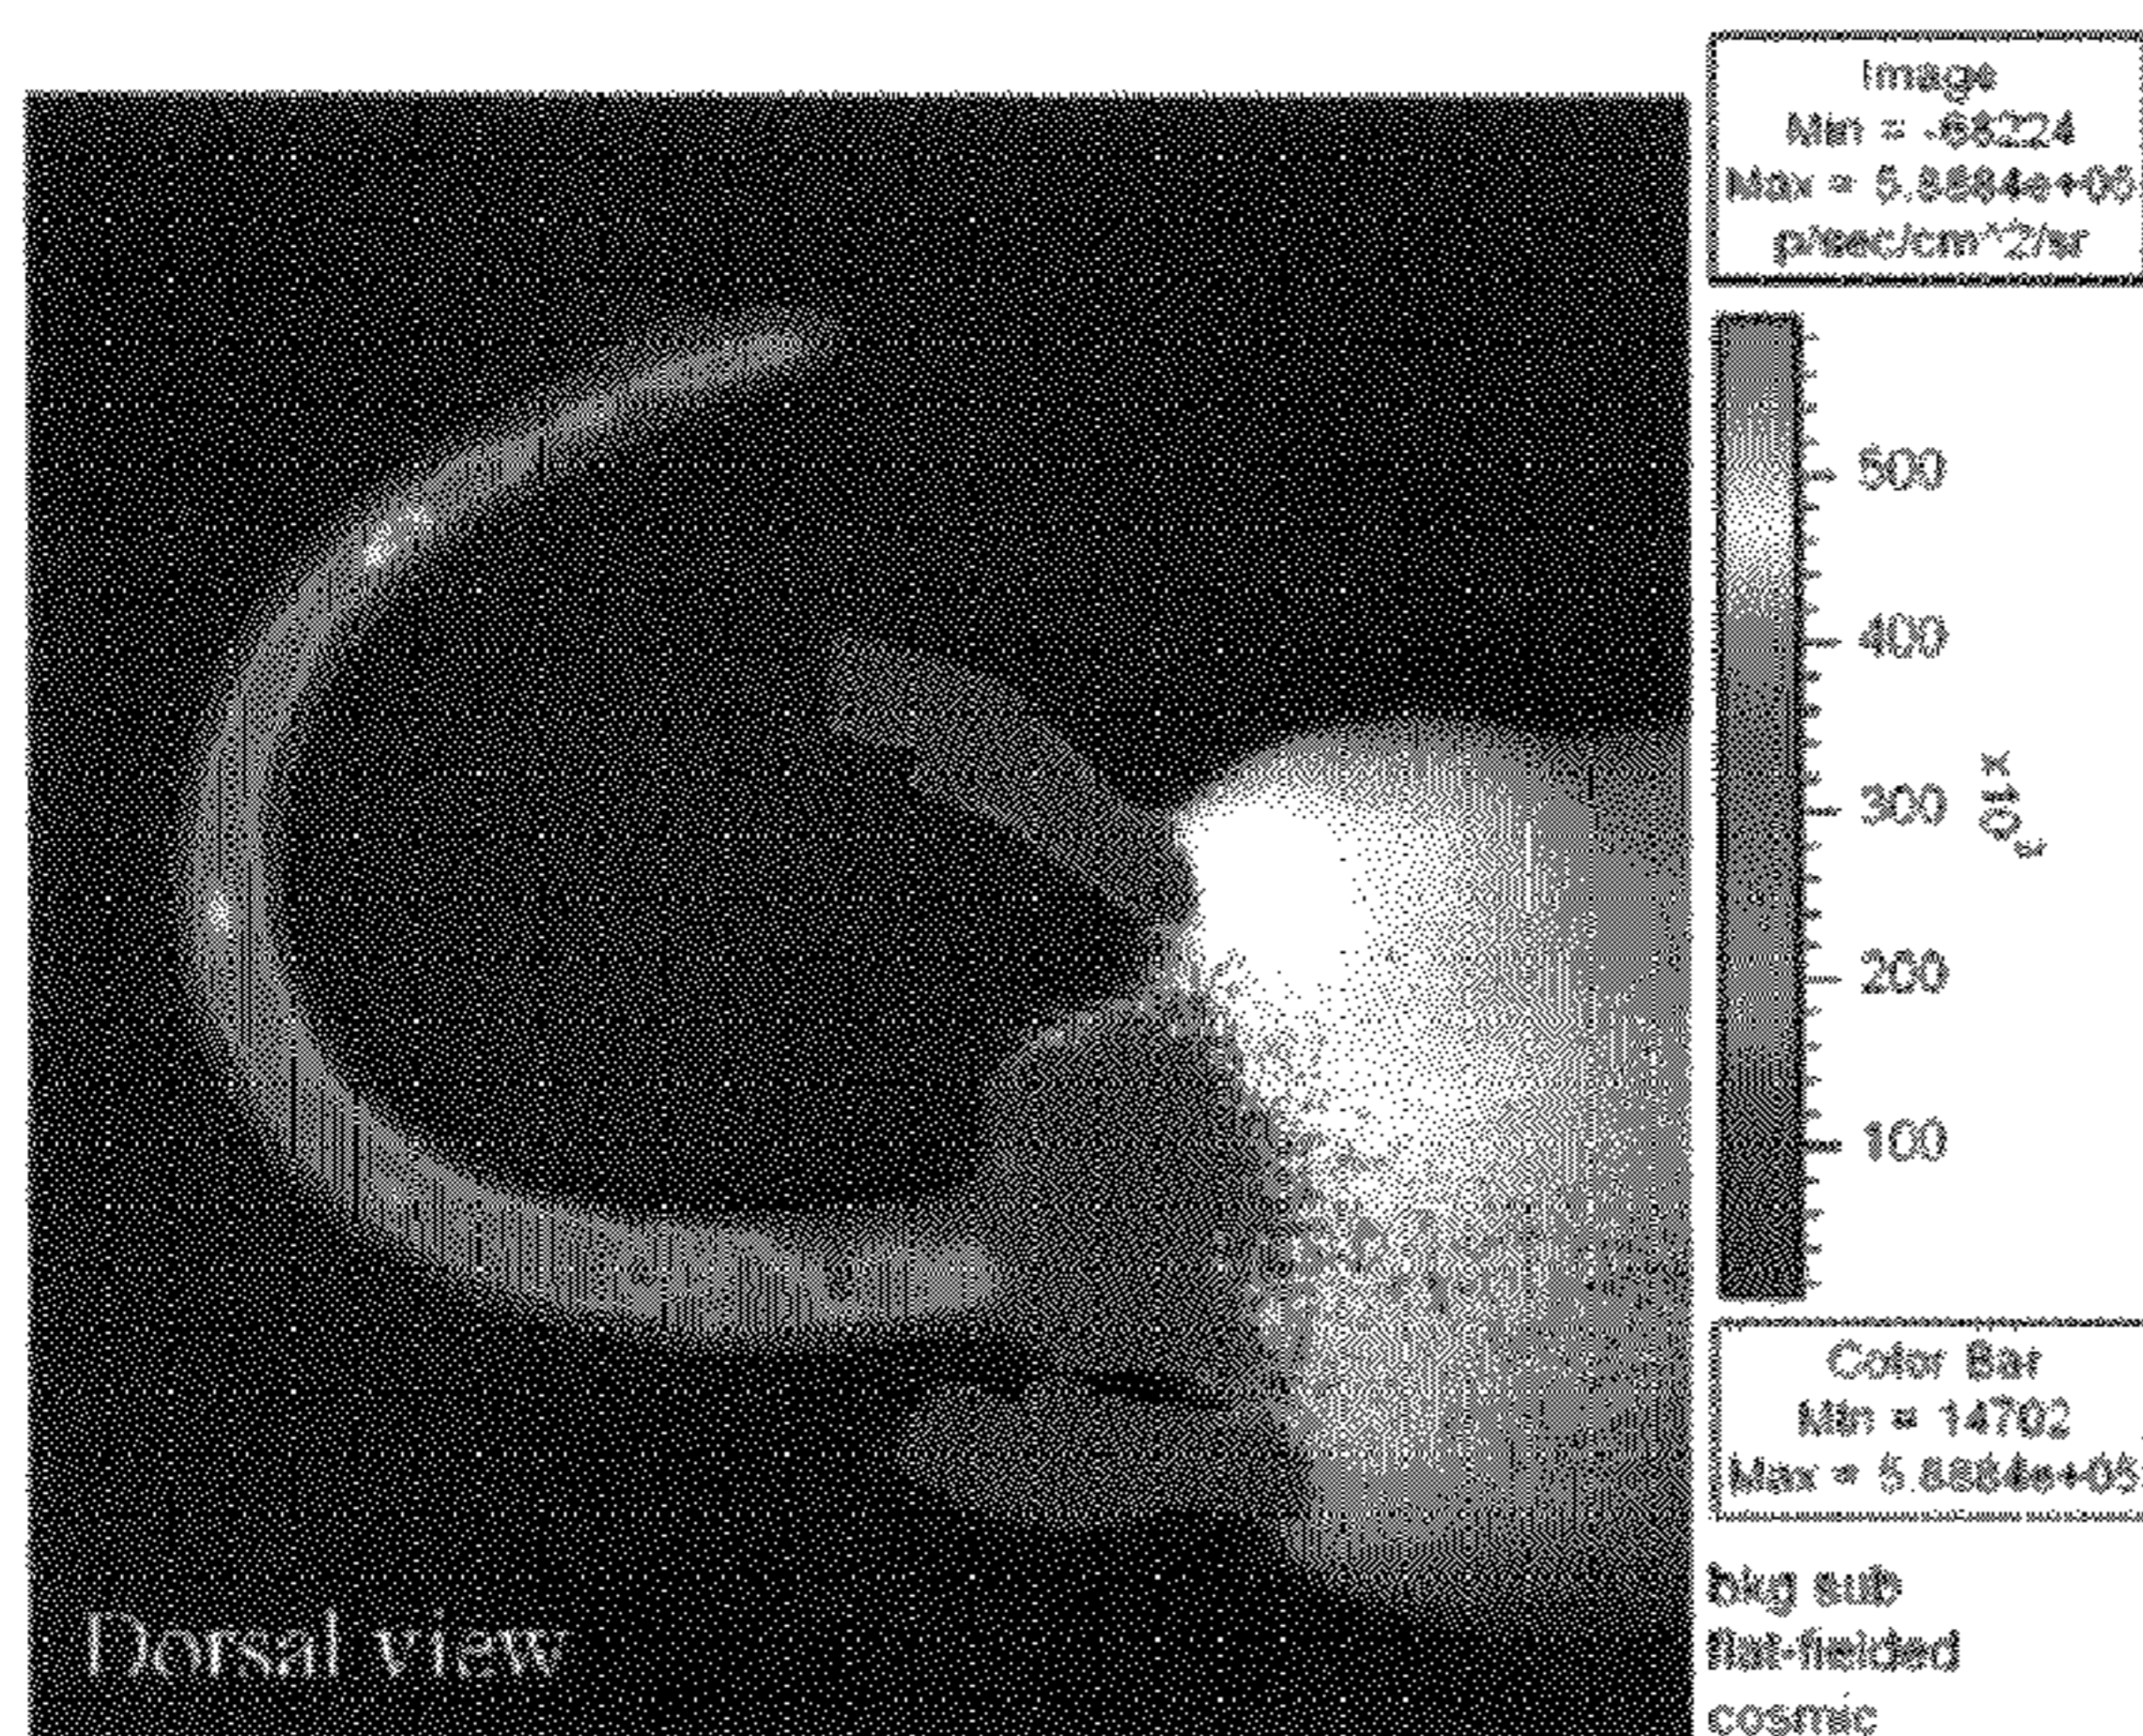 Image
Min = -68224
Max = 5.8884e+05
p/sec/cm^2/sr
500
400
300
200
100
Color Bar
Min = 14702
Max = 5.8884e+05
bkg sub
flat-fielded
cosmic
Dorsal view